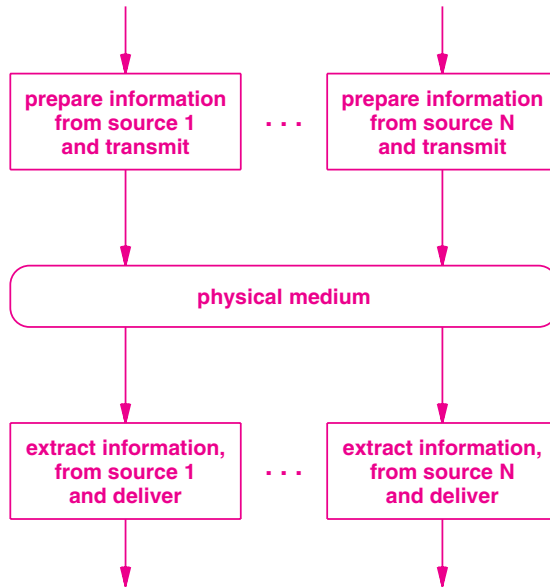 prepare information
from source 1
and transmit
. . .
prepare information
from source N
and transmit
physical medium
extract information,
from source 1
and deliver
. . .
extract information,
from source N
and deliver